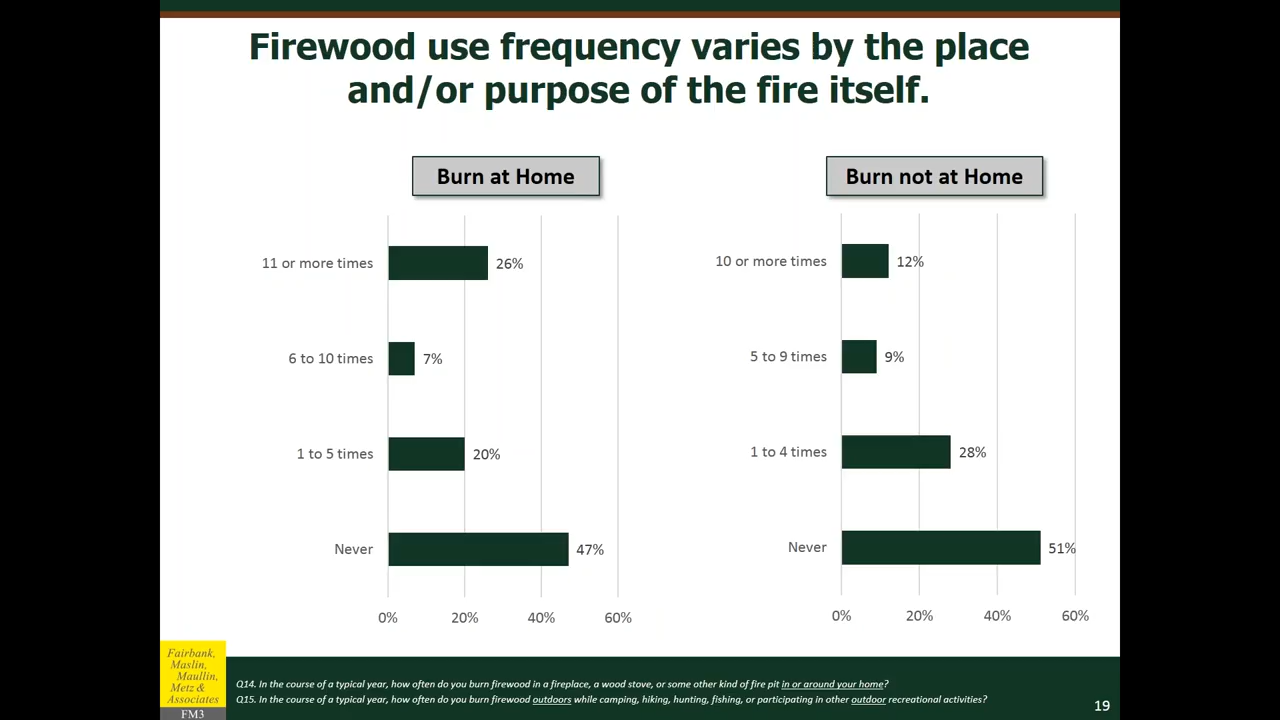 Firewood use frequency varies by the place
and/or purpose of the fire itself.
Burn at Home
11 or more times
26%
6 to 10 times
7%
1 to 5 times
20%
Never
47%
0%
20%
40%
60%
Burn not at Home
10 or more times
12%
5 to 9 times
9%
1 to 4 times
28%
Never
51%
0%
20%
40%
60%
Fairbank,
Maslin,
Maullin,
Metz &
Associates
FM3
Q14. In the course of a typical year, how often do you burn firewood in a fireplace, a wood stove, or some other kind of fire pit in or around your home?
Q15. In the course of a typical year, how often do you burn firewood outdoors while camping, hiking, hunting, fishing, or participating in other outdoor recreational activities?
19